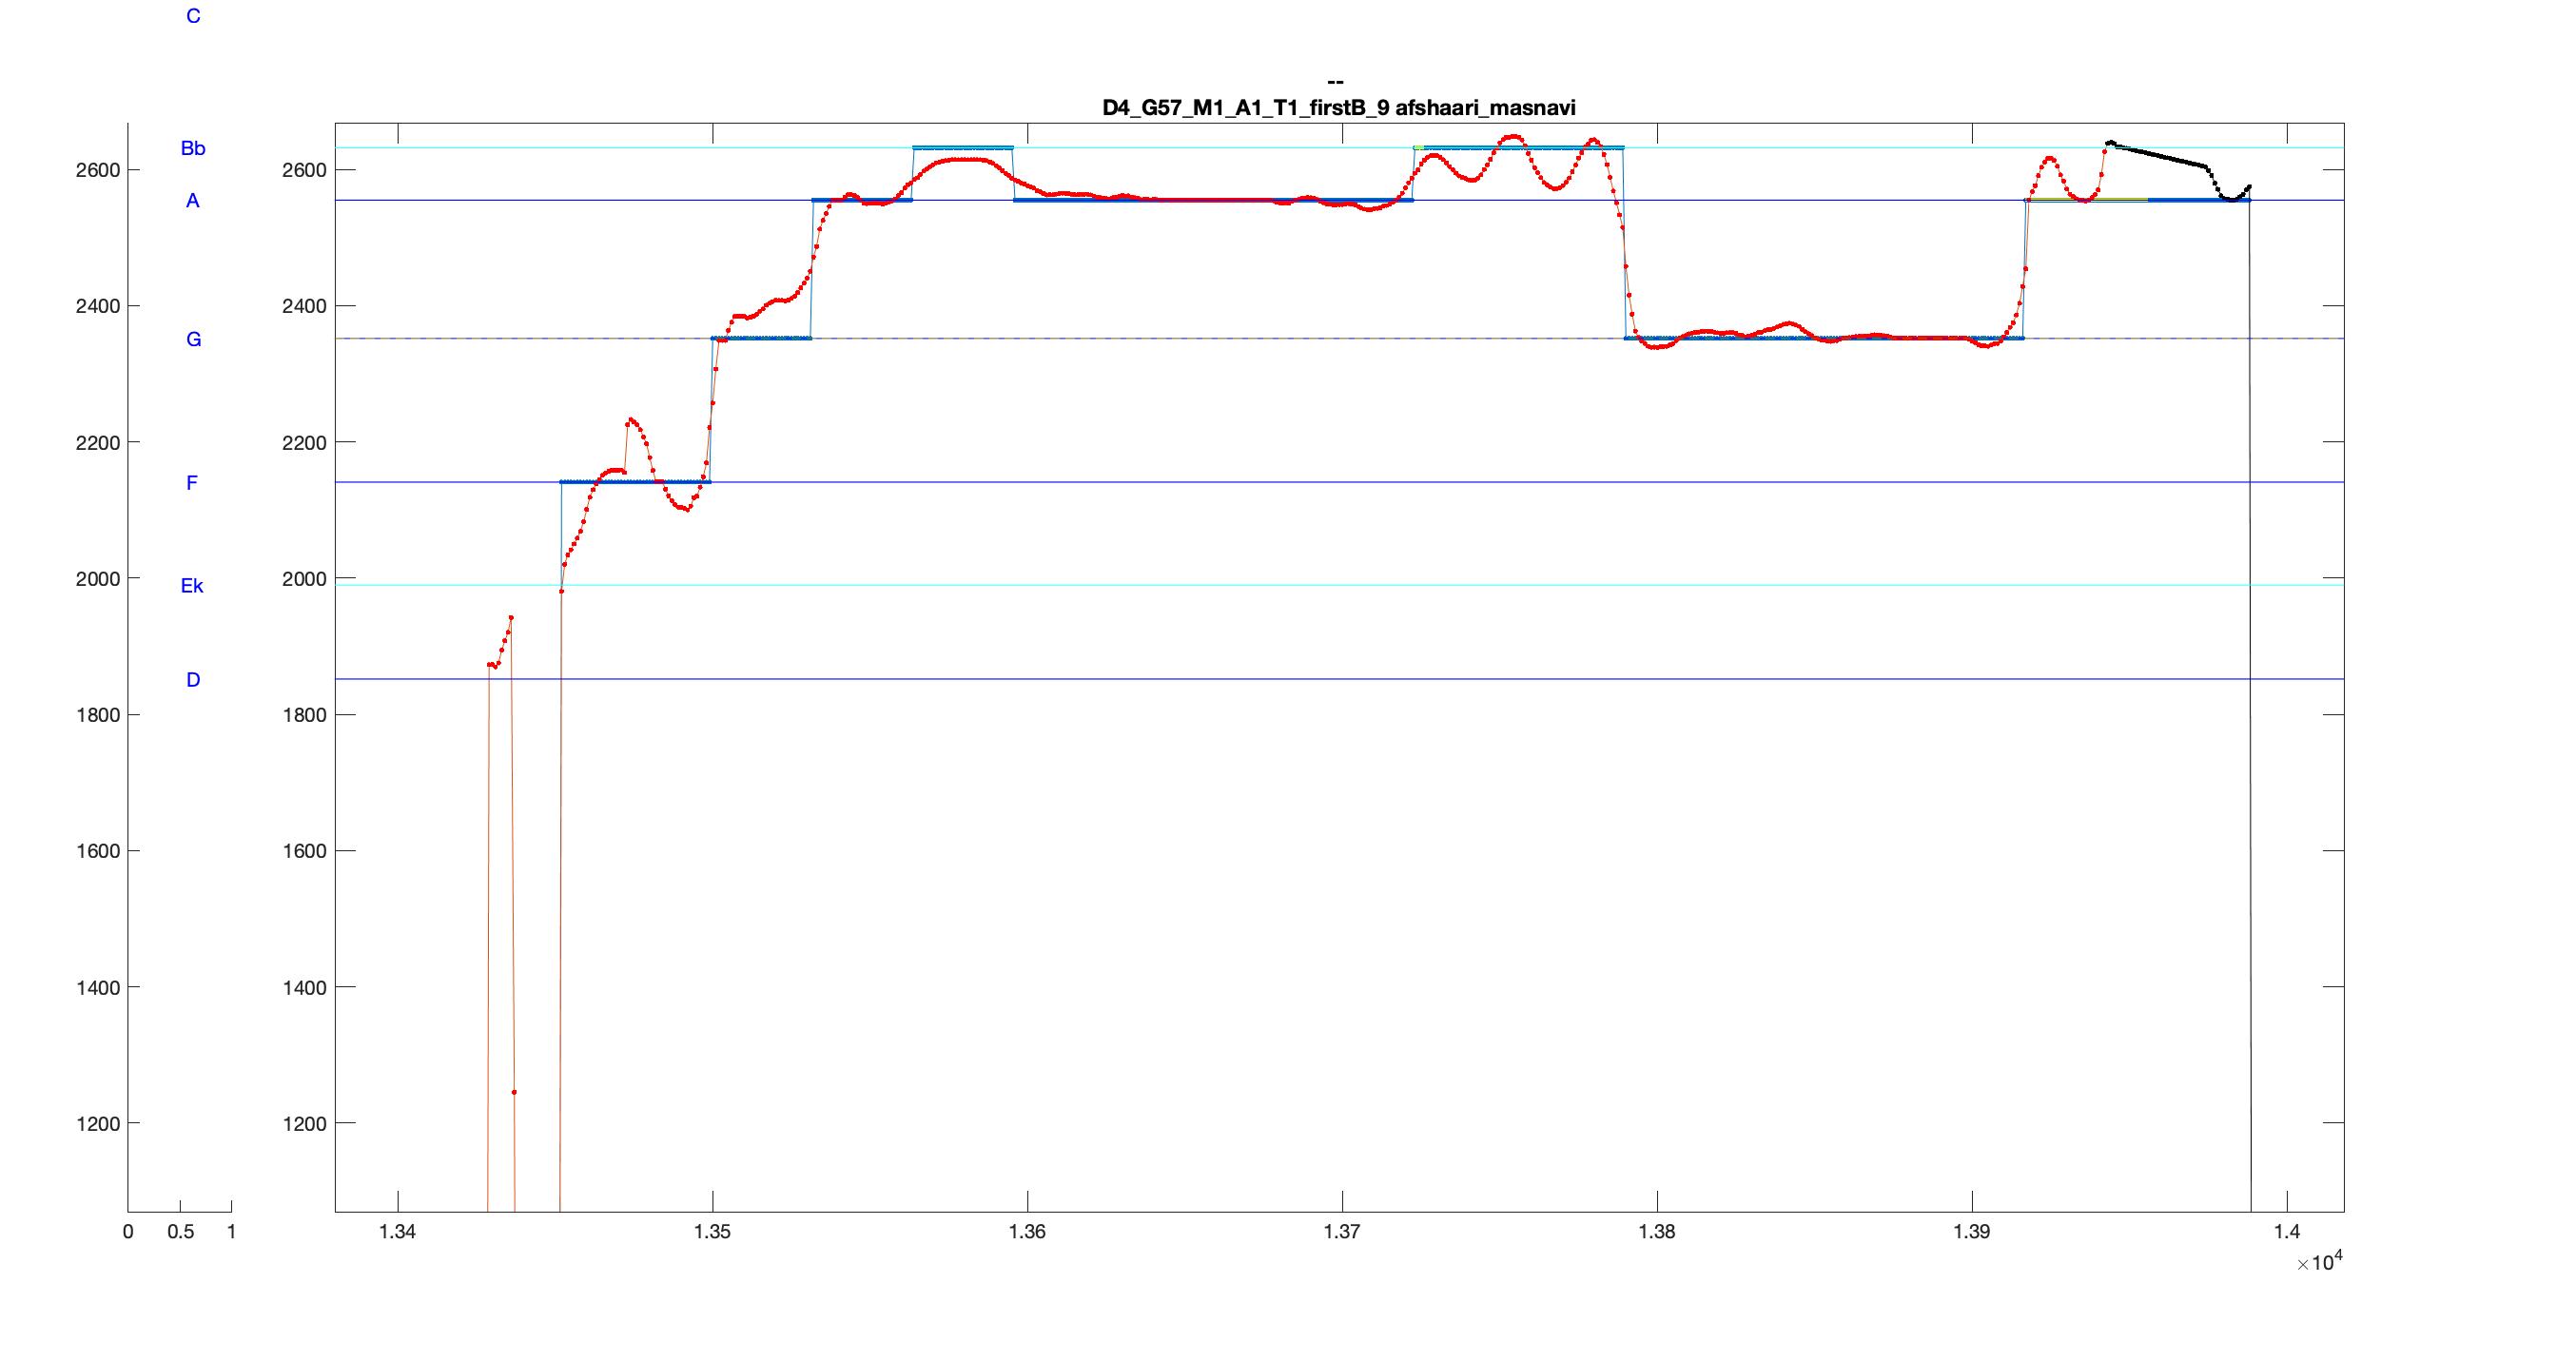 C
--
D4_G57_M1_A1_T1_firstB_9 afshaari_masnavi
2600 Bb 2600
A
2400 2400
G
2200 2200
F
2000 Ek 2000
D
1800 1800
1600 1600
1400 1400
1200 1200
0 0.5 1 1.34 1.35 1.36 1.37 1.38 1.39 1.4
×10⁴